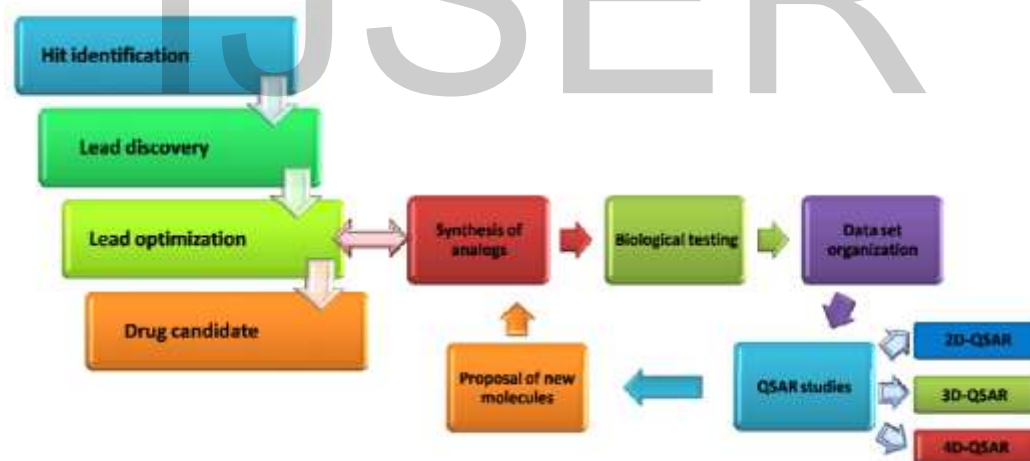 IJSER
Hit identification
Lead discovery
Lead optimization
Drug candidate
Synthesis of
analogs
Biological testing
Data set
organization
QSAR studies
2D-QSAR
3D-QSAR
4D-QSAR
Proposal of new
molecules